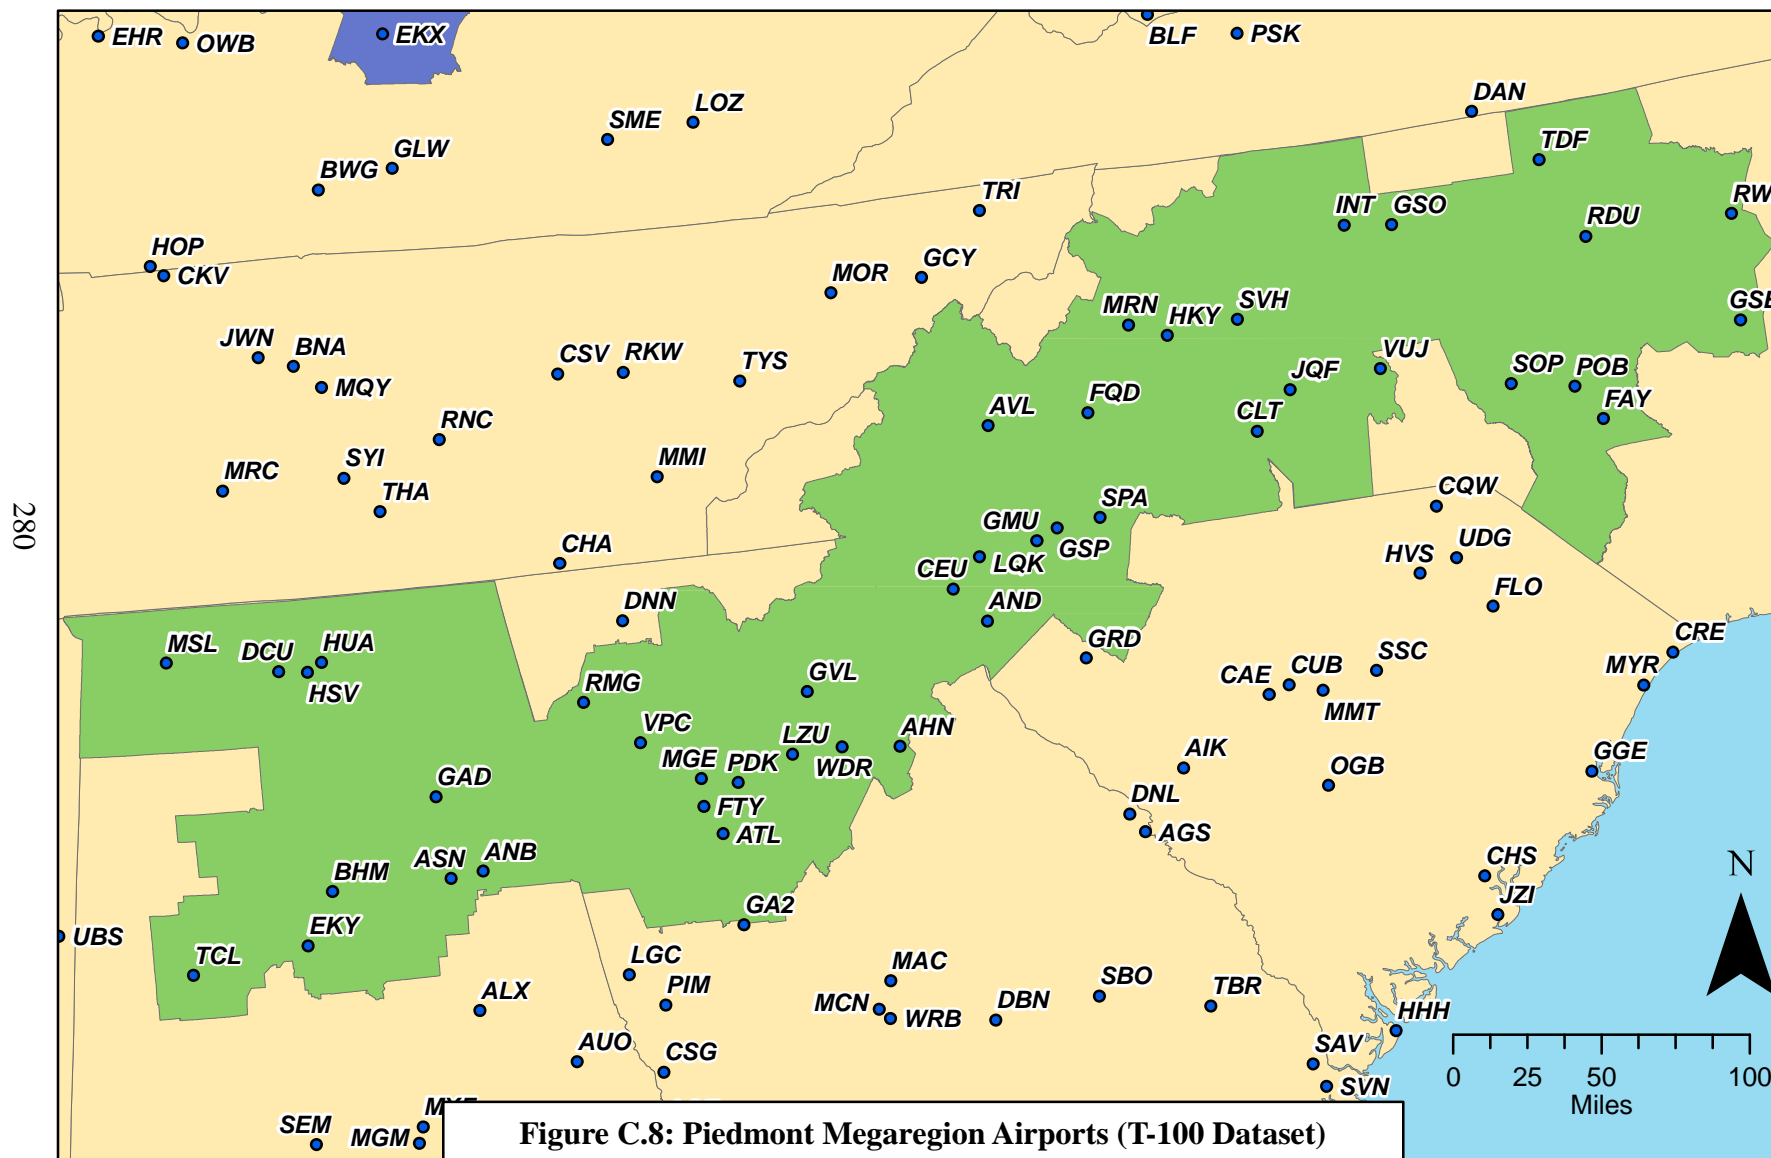 EHR
OWB
EKX
BLF
PSK
DAN
LOZ
SME
TDF
GLW
BWG
TRI
INT
GSO
RW
RDU
HOP
CKV
GCY
MOR
MRN
HKY
SVH
GSB
JWN
BNA
MQY
CSV
RKW
TYS
VUJ
JQF
SOP
POB
FAY
RNC
AVL
FQD
CLT
MRC
SYI
THA
MMI
SPA
CQW
280
GMU
GSP
UDG
CHA
CEU
LQK
HVS
FLO
DNN
AND
MSL
DCU
HUA
HSV
GRD
CRE
SSC
MYR
RMG
GVL
CAE
CUB
MMT
VPC
LZU
WDR
AHN
MGE
PDK
AIK
GGE
GAD
OGB
FTY
DNL
ATL
AGS
BHM
ASN
ANB
CHS
N
JZI
GA2
EKY
UBS
TCL
LGC
MAC
PIM
SBO
TBR
ALX
MCN
WRB
DBN
HHH
AUO
CSG
SAV
SVN
0 25 50 100
Miles
SEM
MGM
Figure C.8: Piedmont Megaregion Airports (T-100 Dataset)